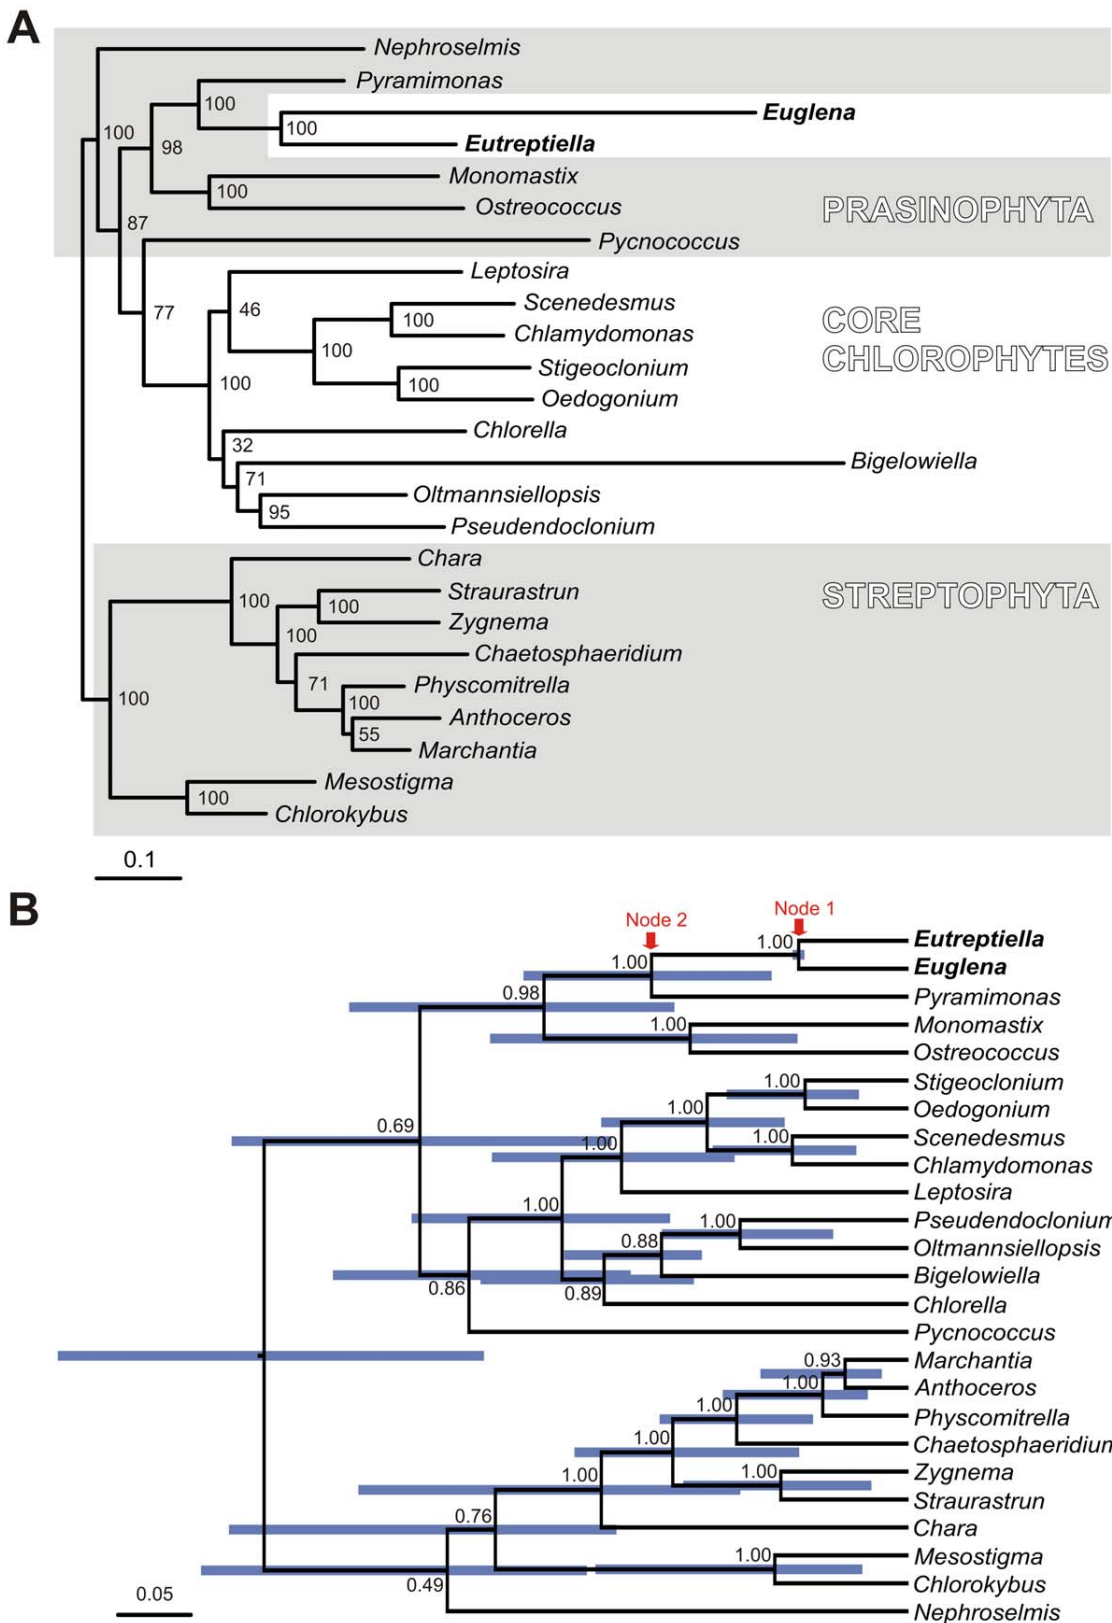 A
Nephroselmis
Pyramimonas
100
Euglena
100
100
Eutreptiella
98
Monomastix
100
Ostreococcus
PRASINOPHYTA
87
Pycnococcus
Leptosira
77
46
Scenedesmus
CORE
100
Chlamydomonas
100
CHLOROPHYTES
Stigeoclonium
100
100
Oedogonium
Chlorella
32
Bigelowiella
71
Oltmannsiellopsis
95
Pseudendoclonium
Chara
Straurastrun
STREPTOPHYTA
100
100
Zygnema
100
Chaetosphaeridium
71
Physcomitrella
100
100
Anthoceros
55
Marchantia
Mesostigma
100
Chlorokybus
0.1
B
Node 2
Node 1
1.00
Eutreptiella
1.00
Euglena
0.98
Pyramimonas
1.00
Monomastix
Ostreococcus
1.00
Stigeoclonium
1.00
Oedogonium
0.69
1.00
1.00
Scenedesmus
Chlamydomonas
Leptosira
1.00
1.00
Pseudendoclonium
0.88
Oltmannsiellopsis
0.86
0.89
Bigelowiella
Chlorella
Pycnococcus
0.93
Marchantia
1.00
Anthoceros
1.00
Physcomitrella
1.00
Chaetosphaeridium
1.00
1.00
Zygnema
Straurastrun
0.76
Chara
1.00
Mesostigma
0.49
Chlorokybus
0.05
Nephroselmis